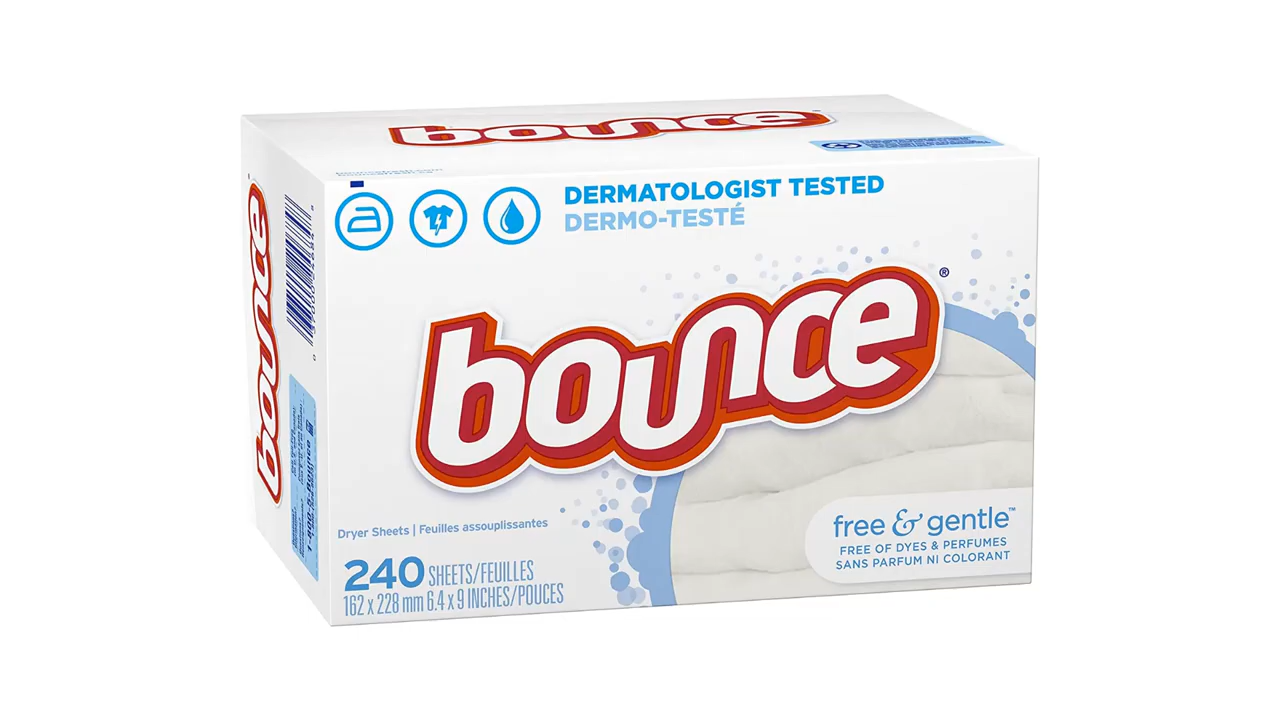 bounce
DERMATOLOGIST TESTED
DERMO-TESTÉ
bounce®
bounce
Dryer Sheets | Feuilles assouplissantes
240 SHEETS/FEUILLES
162 x 228 mm 6.4 x 9 INCHES/POUCES
free & gentle™
FREE OF DYES & PERFUMES
SANS PARFUM NI COLORANT